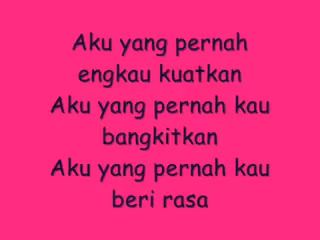 Aku yang pernah
engkau kuatkan
Aku yang pernah kau
bangkitkan
Aku yang pernah kau
beri rasa